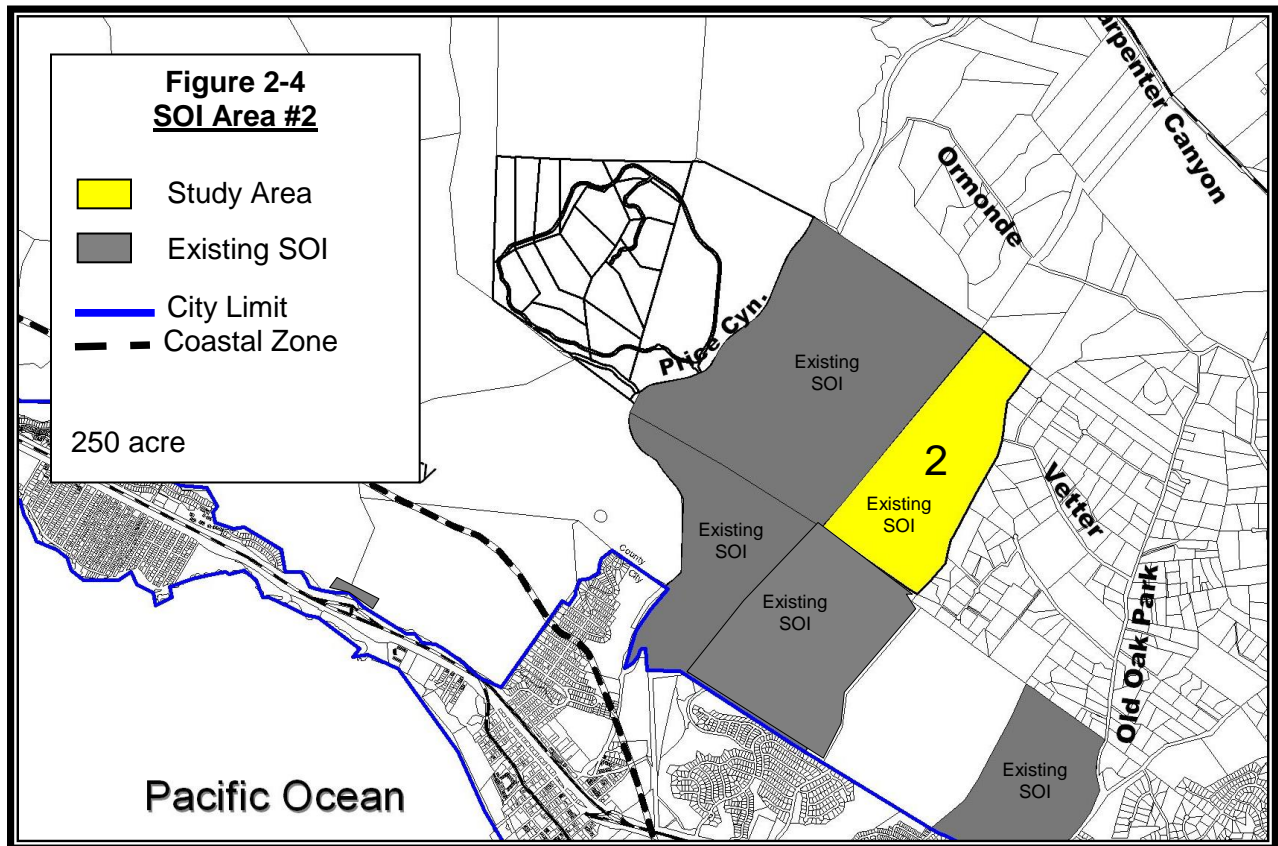 Figure 2-4
SOI Area #2
Study Area
Existing SOI
City Limit
Coastal Zone
250 acre
Carpenter Canyon
Ormonde
Price Cyn.
Existing
SOI
2
Existing
SOI
Vetter
Existing
SOI
County
City
Existing
SOI
Old Oak Park
Existing
SOI
Pacific Ocean